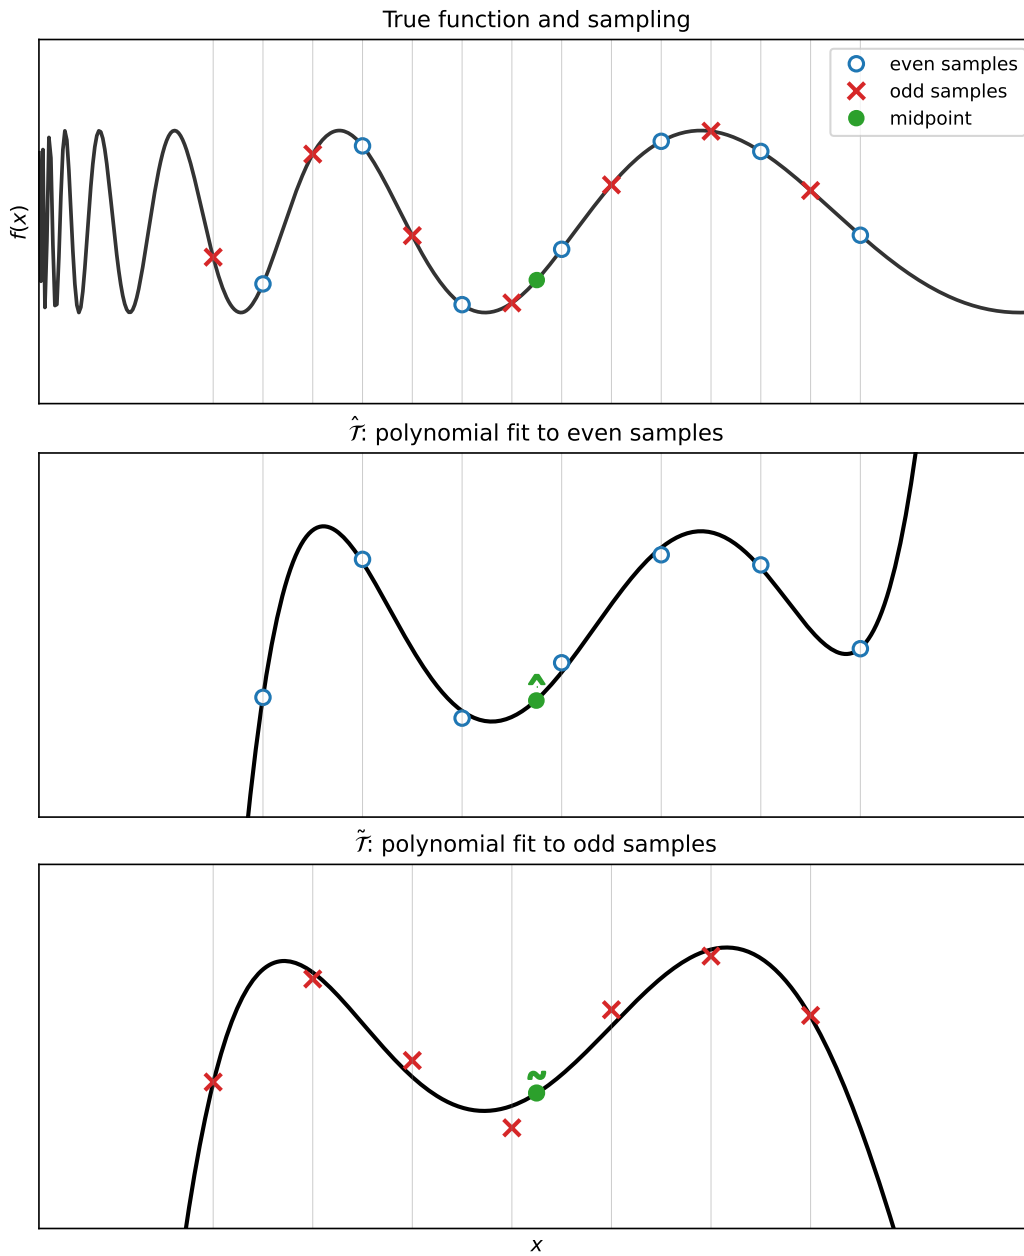 True function and sampling
f(x)
even samples
odd samples
midpoint
𝒯̂: polynomial fit to even samples
𝒯̃: polynomial fit to odd samples
x